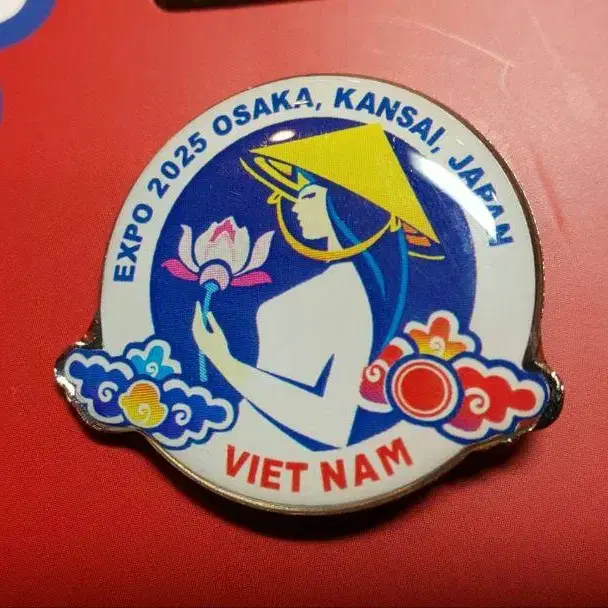 EXPO 2025 OSAKA, KANSAI, JAPAN
VIET NAM